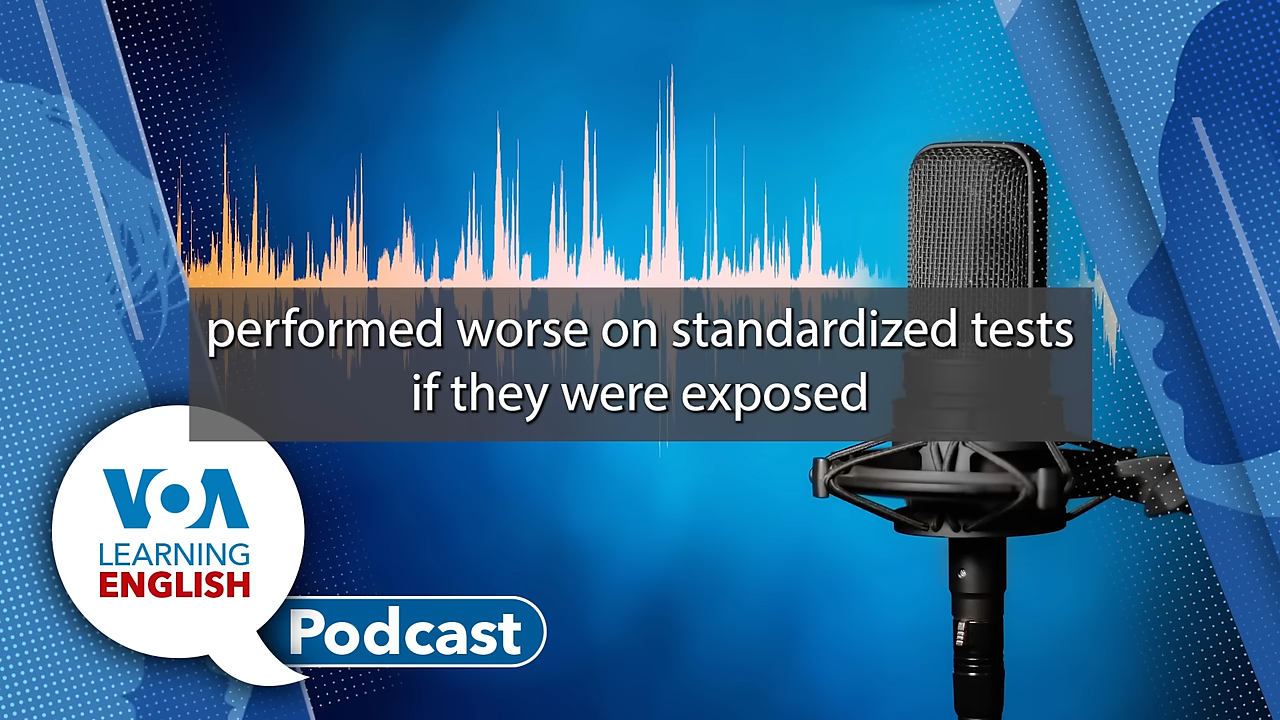 performed worse on standardized tests
if they were exposed
VOA
LEARNING
ENGLISH
Podcast